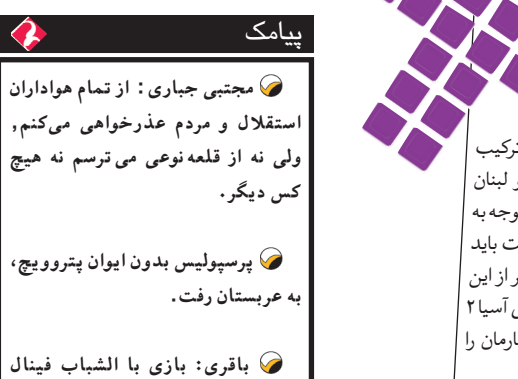 پیامک
مجتبی جباری: از تمام هواداران
استقلال و مردم عذرخواهی می‌کنم,
ولی نه از قلعه‌نوعی می‌ترسم نه هیچ
کس دیگر.
پرسپولیس بدون ایوان پتروویچ،
به عربستان رفت.
باقری: بازی با الشباب فینال
ترکیب
لبنان
وجه به
ت باید
ر از این
ی آسیا ۲
ارمان را